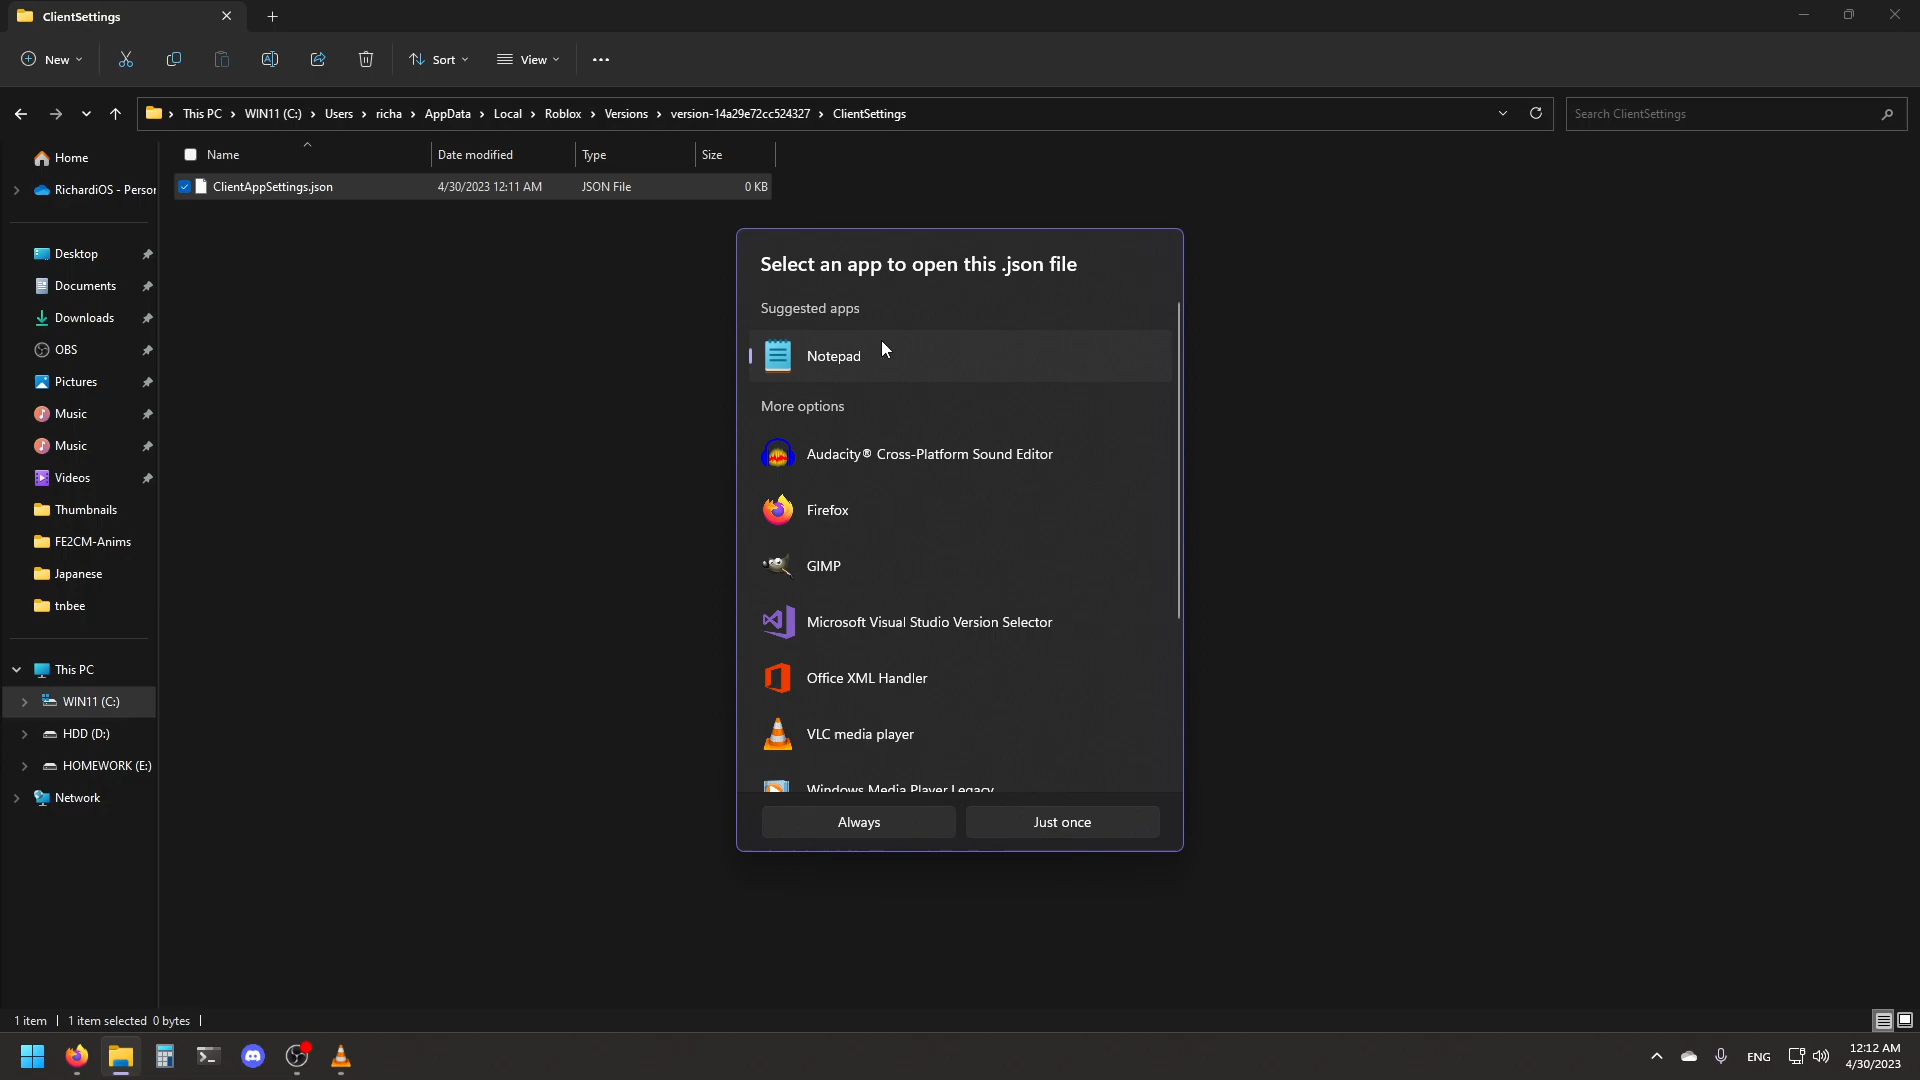 ClientSettings
New
Sort
View
This PC > WIN11 (C:) > Users > richa > AppData > Local > Roblox > Versions > version-14a29e72cc524327 > ClientSettings
Search ClientSettings
Name
Date modified
Type
Size
ClientAppSettings.json
4/30/2023 12:11 AM
JSON File
0 KB
Home
RichardiOS - Person
Desktop
Documents
Downloads
OBS
Pictures
Music
Music
Videos
Thumbnails
FE2CM-Anims
Japanese
tnbee
This PC
WIN11 (C:)
HDD (D:)
HOMEWORK (E:)
Network
Select an app to open this .json file
Suggested apps
Notepad
More options
Audacity® Cross-Platform Sound Editor
Firefox
GIMP
Microsoft Visual Studio Version Selector
Office XML Handler
VLC media player
Windows Media Player Legacy
Always
Just once
1 item
1 item selected 0 bytes
ENG
12:12 AM
4/30/2023